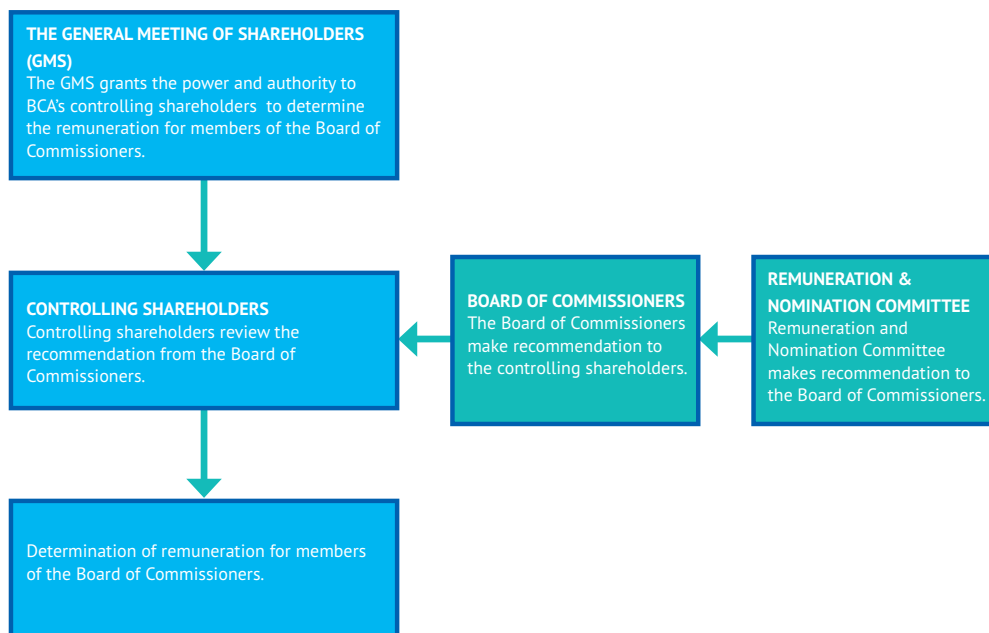 THE GENERAL MEETING OF SHAREHOLDERS
(GMS)
The GMS grants the power and authority to
BCA's controlling shareholders to determine
the remuneration for members of the Board of
Commissioners.
CONTROLLING SHAREHOLDERS
Controlling shareholders review the
recommendation from the Board of
Commissioners.
BOARD OF COMMISSIONERS
The Board of Commissioners
make recommendation to
the controlling shareholders.
REMUNERATION &
NOMINATION COMMITTEE
Remuneration and
Nomination Committee
makes recommendation to
the Board of Commissioners.
Determination of remuneration for members
of the Board of Commissioners.